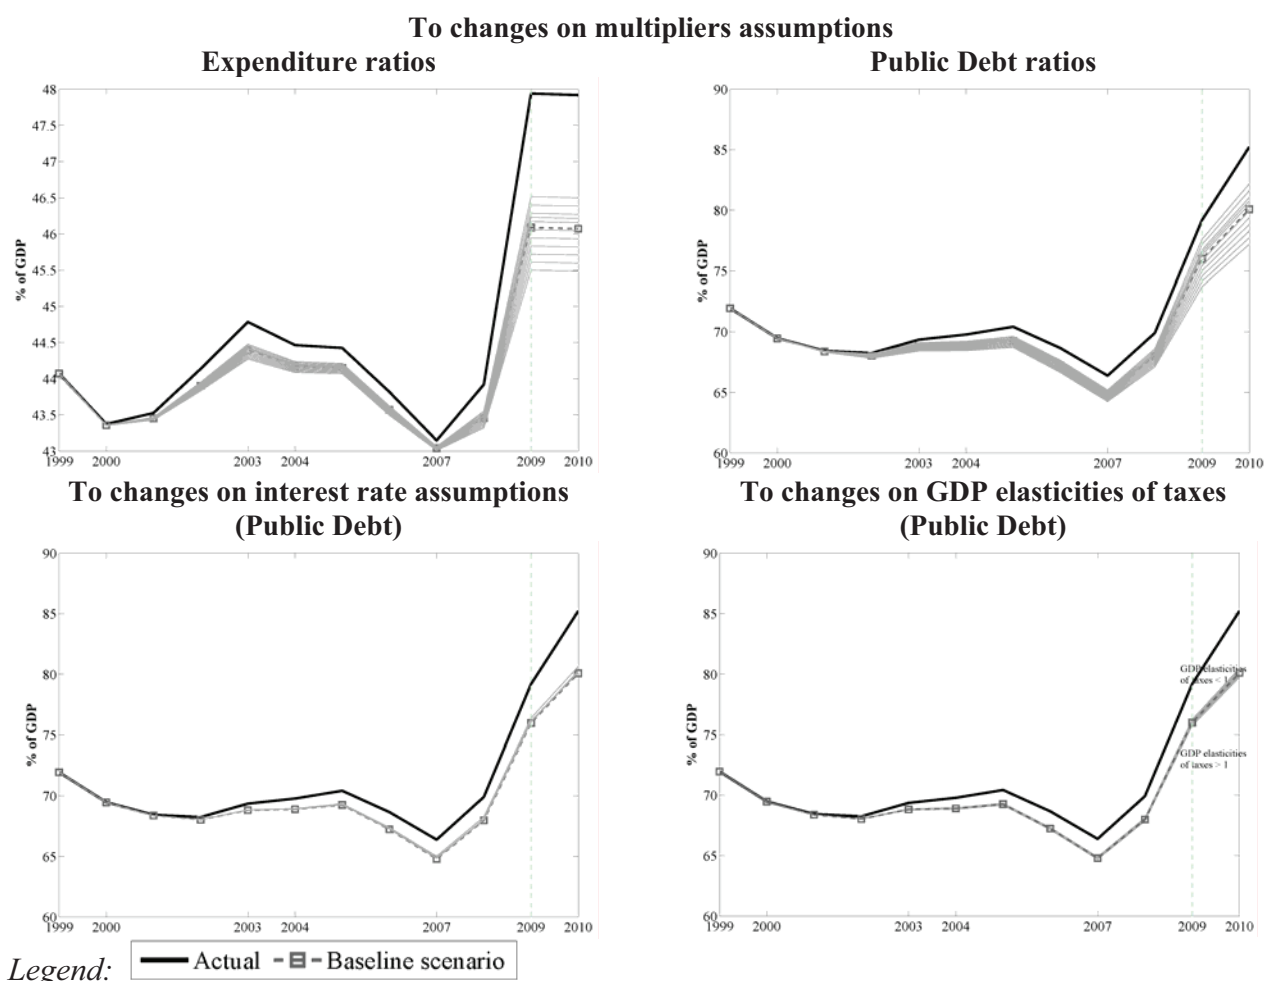 To changes on multipliers assumptions
Expenditure ratios
Public Debt ratios
48
47.5
47
46.5
46
45.5
45
44.5
44
43.5
43
% of GDP
1999 2000 2003 2004 2007 2009 2010
90
85
80
75
70
65
60
% of GDP
1999 2000 2003 2004 2007 2009 2010
To changes on interest rate assumptions
(Public Debt)
To changes on GDP elasticities of taxes
(Public Debt)
90
85
80
75
70
65
60
% of GDP
1999 2000 2003 2004 2007 2009 2010
90
85
80
75
70
65
60
% of GDP
GDP elasticities
of taxes < 1
GDP elasticities
of taxes > 1
1999 2000 2003 2004 2007 2009 2010
Legend: Actual Baseline scenario